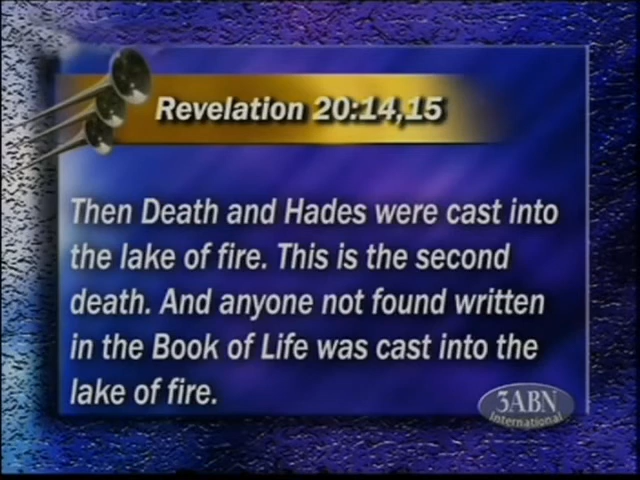 Revelation 20:14,15
Then Death and Hades were cast into
the lake of fire. This is the second
death. And anyone not found written
in the Book of Life was cast into the
lake of fire.
3ABN
International